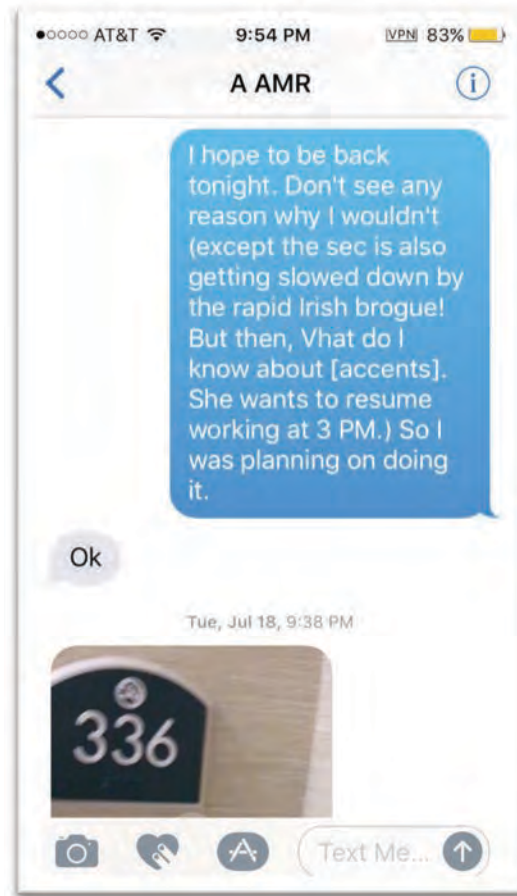 AT&T 9:54 PM VPN 83%
A AMR
i
I hope to be back
tonight. Don't see any
reason why I wouldn't
(except the sec is also
getting slowed down by
the rapid Irish brogue!
But then, Vhat do I
know about [accents].
She wants to resume
working at 3 PM.) So I
was planning on doing
it.
Ok
Tue, Jul 18, 9:38 PM
336
Text Me...